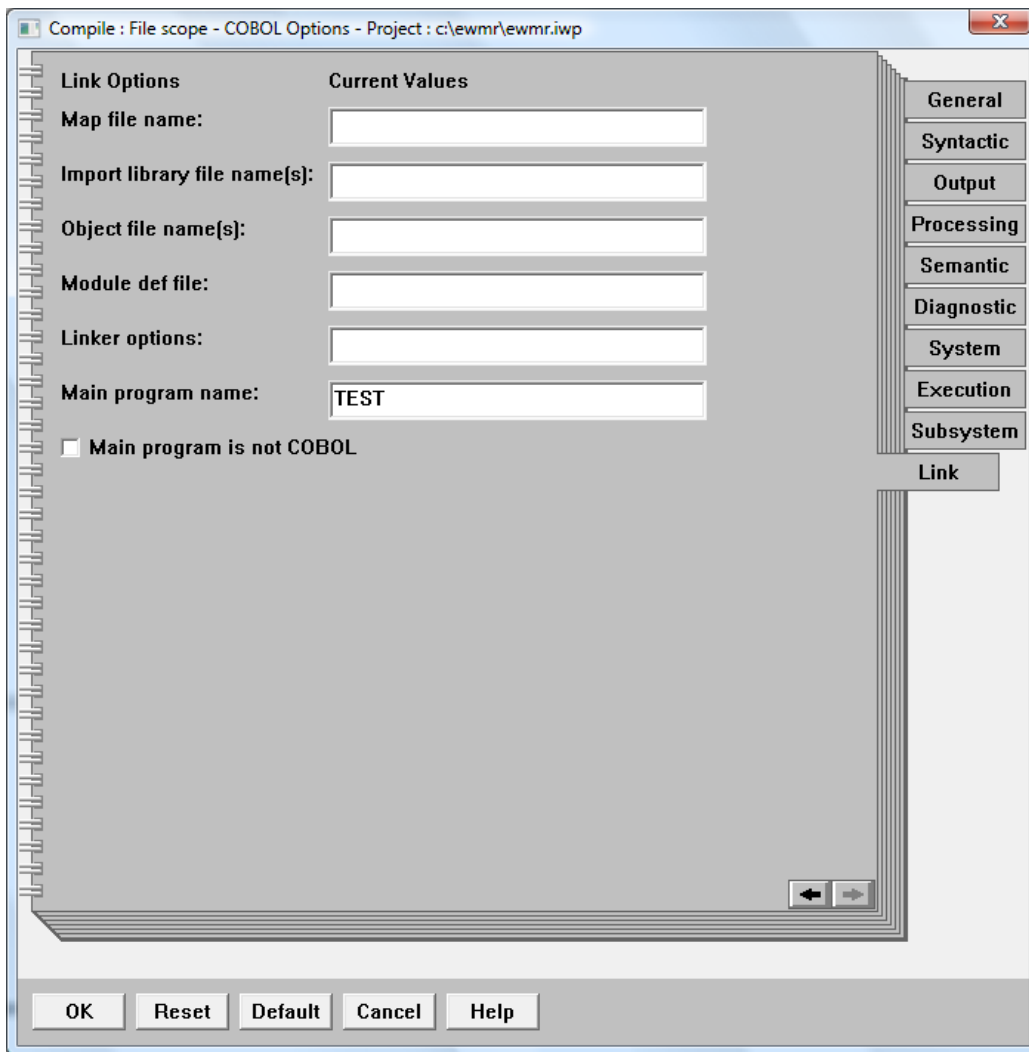 Compile : File scope - COBOL Options - Project : c:\ewmr\ewmr.iwp
Link Options Current Values
Map file name:
Import library file name(s):
Object file name(s):
Module def file:
Linker options:
Main program name: TEST
Main program is not COBOL
General
Syntactic
Output
Processing
Semantic
Diagnostic
System
Execution
Subsystem
Link
OK Reset Default Cancel Help